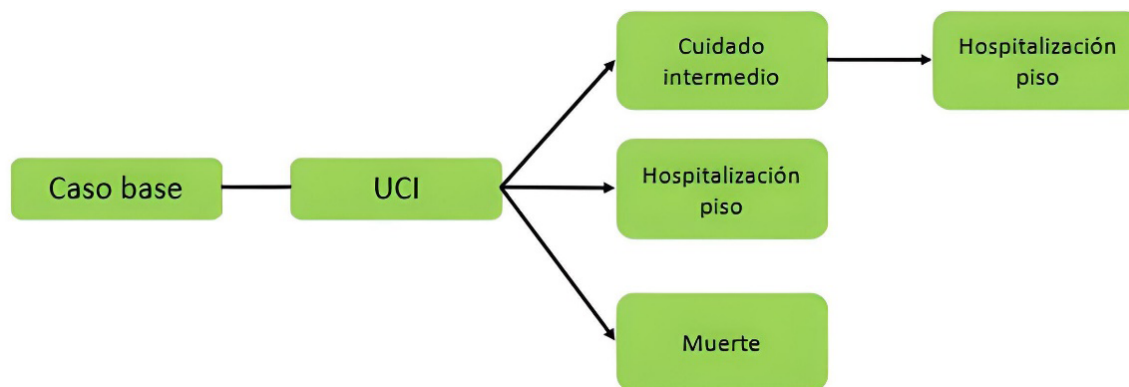 Cuidado
intermedio
Hospitalización
piso
Caso base
UCI
Hospitalización
piso
Muerte